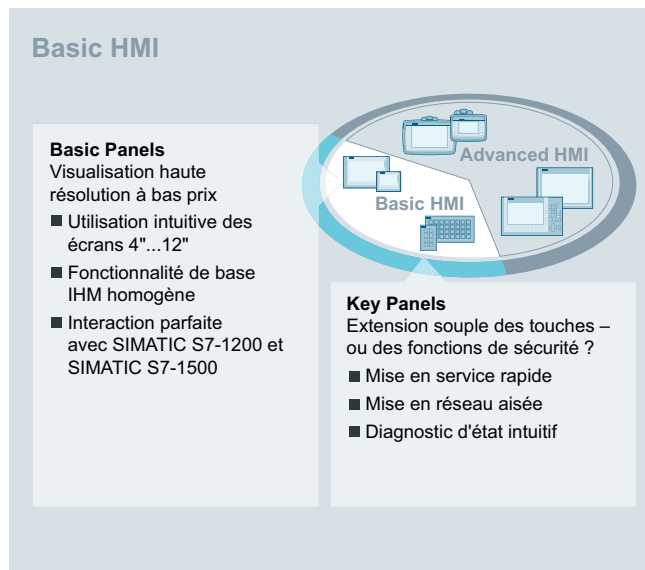 Basic HMI
Advanced HMI
Basic HMI
Basic Panels
Visualisation haute
résolution à bas prix
■ Utilisation intuitive des
écrans 4"...12"
■ Fonctionnalité de base
IHM homogène
■ Interaction parfaite
avec SIMATIC S7-1200 et
SIMATIC S7-1500
Key Panels
Extension souple des touches –
ou des fonctions de sécurité ?
■ Mise en service rapide
■ Mise en réseau aisée
■ Diagnostic d'état intuitif